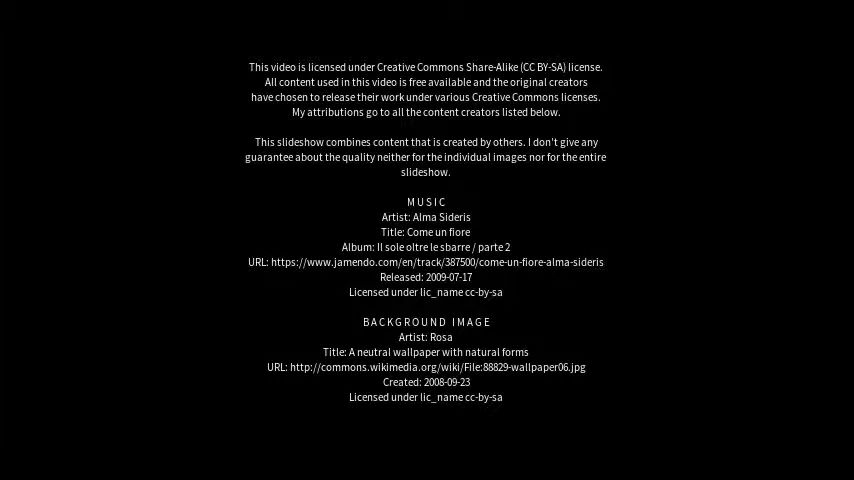 This video is licensed under Creative Commons Share-Alike (CC BY-SA) license.
All content used in this video is free available and the original creators
have chosen to release their work under various Creative Commons licenses.
My attributions go to all the content creators listed below.
This slideshow combines content that is created by others. I don't give any
guarantee about the quality neither for the individual images nor for the entire
slideshow.
MUSIC
Artist: Alma Sideris
Title: Come un fiore
Album: Il sole oltre le sbarre / parte 2
URL: https://www.jamendo.com/en/track/387500/come-un-fiore-alma-sideris
Released: 2009-07-17
Licensed under lic_name cc-by-sa
BACKGROUND IMAGE
Artist: Rosa
Title: A neutral wallpaper with natural forms
URL: http://commons.wikimedia.org/wiki/File:88829-wallpaper06.jpg
Created: 2008-09-23
Licensed under lic_name cc-by-sa